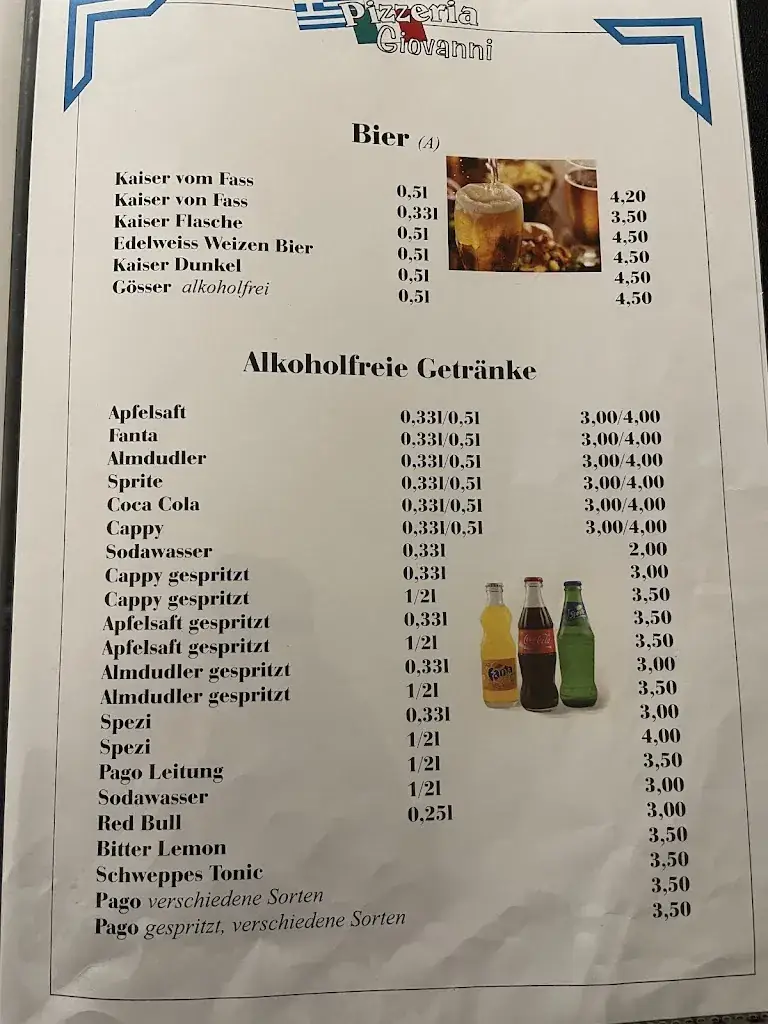 Pizzeria
Giovanni
Bier (A)
Kaiser vom Fass 0,5l 4,20
Kaiser von Fass 0,33l 3,50
Kaiser Flasche 0,5l 4,50
Edelweiss Weizen Bier 0,5l 4,50
Kaiser Dunkel 0,5l 4,50
Gösser alkoholfrei 0,5l 4,50
Alkoholfreie Getränke
Apfelsaft 0,33l/0,5l 3,00/4,00
Fanta 0,33l/0,5l 3,00/4,00
Almdudler 0,33l/0,5l 3,00/4,00
Sprite 0,33l/0,5l 3,00/4,00
Coca Cola 0,33l/0,5l 3,00/4,00
Cappy 0,33l/0,5l 3,00/4,00
Sodawasser 0,33l 2,00
Cappy gespritzt 0,33l 3,00
Cappy gespritzt 1/2l 3,50
Apfelsaft gespritzt 0,33l 3,50
Apfelsaft gespritzt 1/2l 3,50
Almdudler gespritzt 0,33l 3,00
Almdudler gespritzt 1/2l 3,50
Spezi 0,33l 3,00
Spezi 1/2l 4,00
Pago Leitung 1/2l 3,50
Sodawasser 1/2l 3,00
Red Bull 0,25l 3,00
Bitter Lemon 3,50
Schweppes Tonic 3,50
Pago verschiedene Sorten 3,50
Pago gespritzt, verschiedene Sorten 3,50
Fanta
Coca-Cola